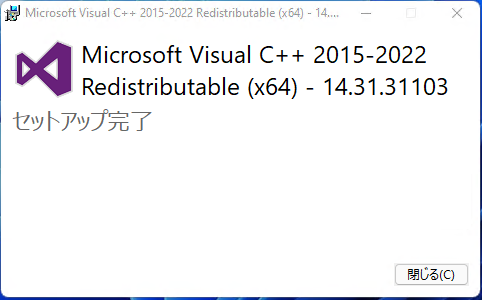 Microsoft Visual C++ 2015-2022 Redistributable (x64) - 14....
Microsoft Visual C++ 2015-2022
Redistributable (x64) - 14.31.31103
セットアップ完了
閉じる(C)